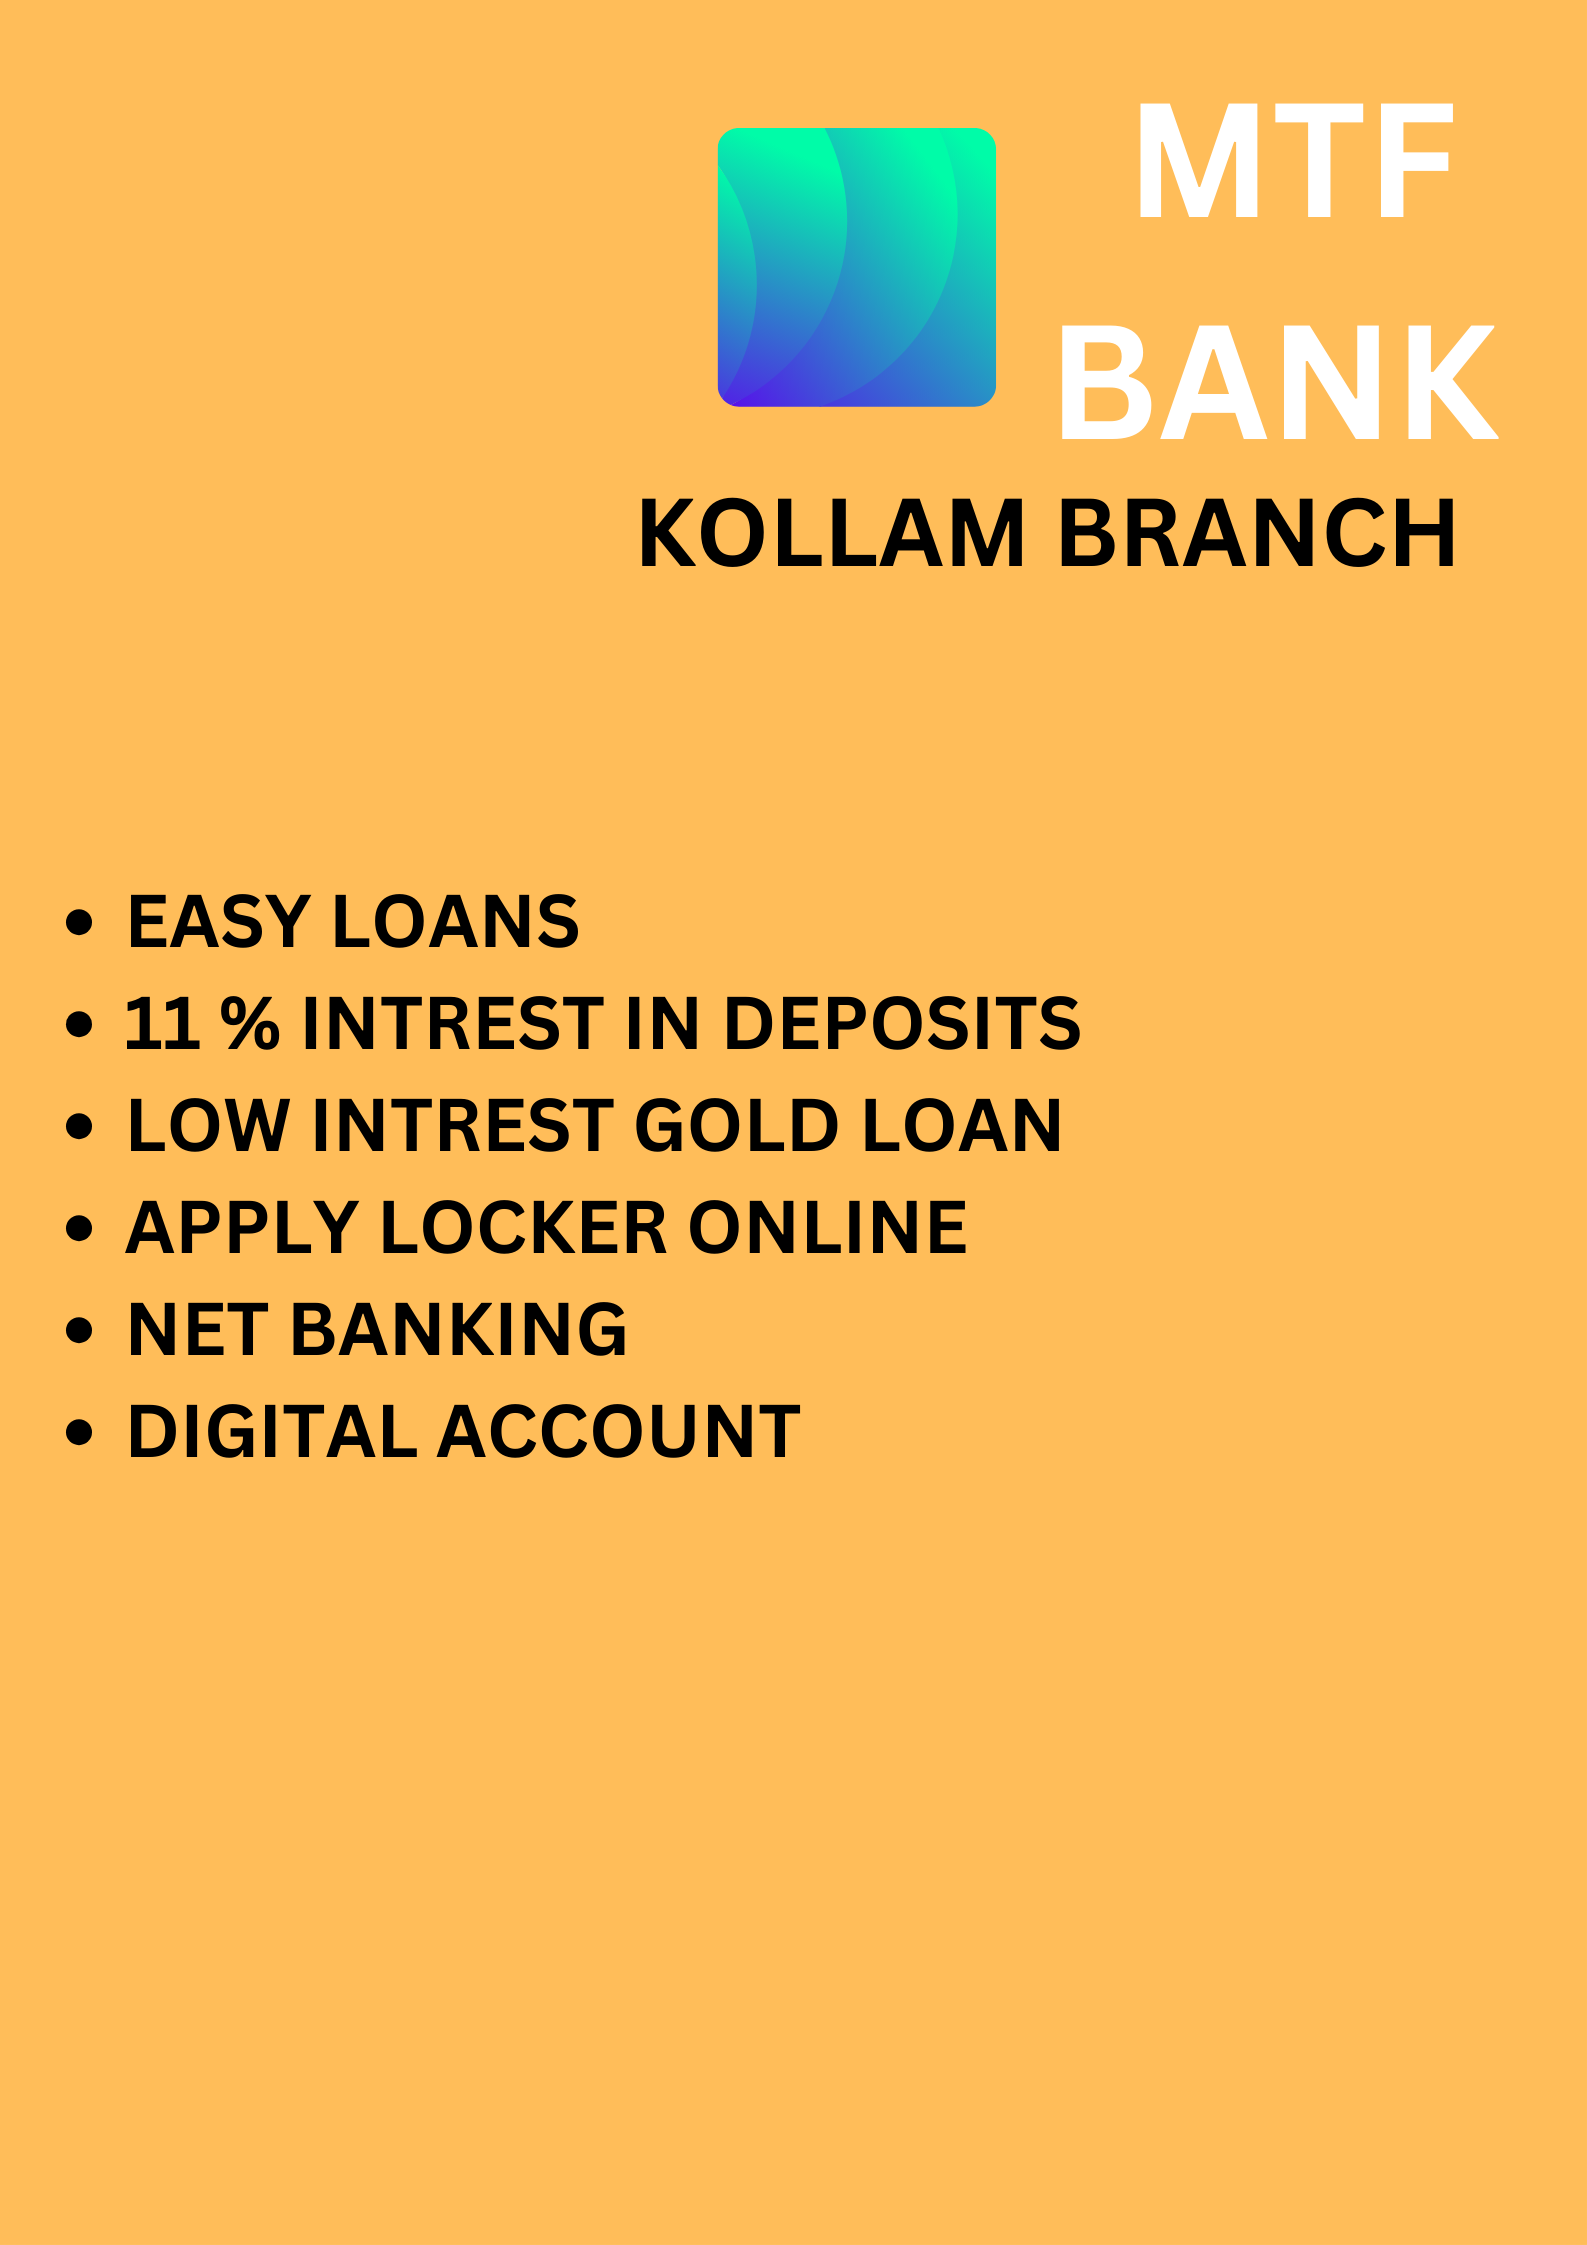 MTF
BANK
KOLLAM BRANCH
• EASY LOANS
• 11 % INTREST IN DEPOSITS
• LOW INTREST GOLD LOAN
• APPLY LOCKER ONLINE
• NET BANKING
• DIGITAL ACCOUNT